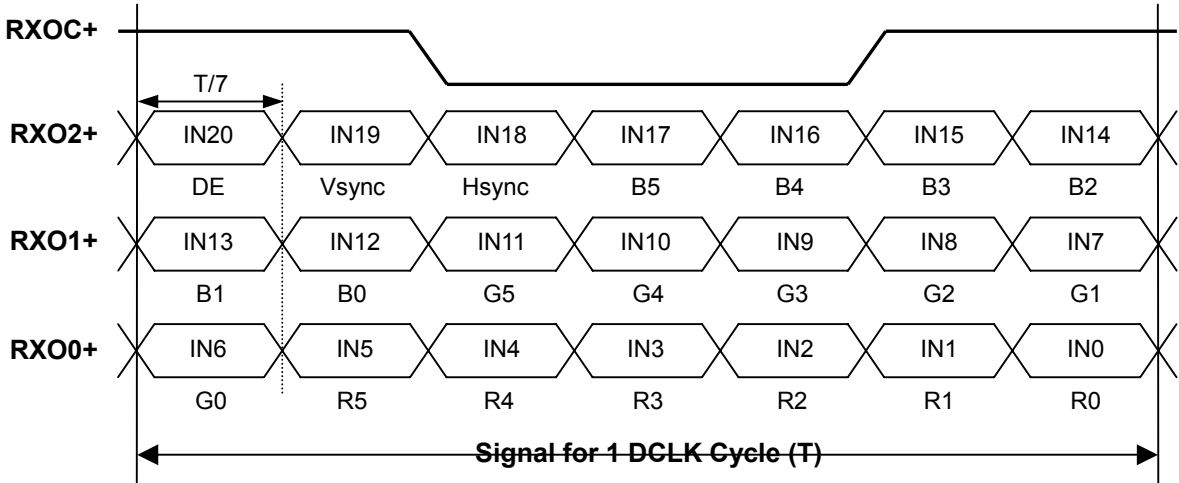 RXOC+
T/7
RXO2+ IN20 IN19 IN18 IN17 IN16 IN15 IN14
DE Vsync Hsync B5 B4 B3 B2
RXO1+ IN13 IN12 IN11 IN10 IN9 IN8 IN7
B1 B0 G5 G4 G3 G2 G1
RXO0+ IN6 IN5 IN4 IN3 IN2 IN1 IN0
G0 R5 R4 R3 R2 R1 R0
Signal for 1 DCLK Cycle (T)